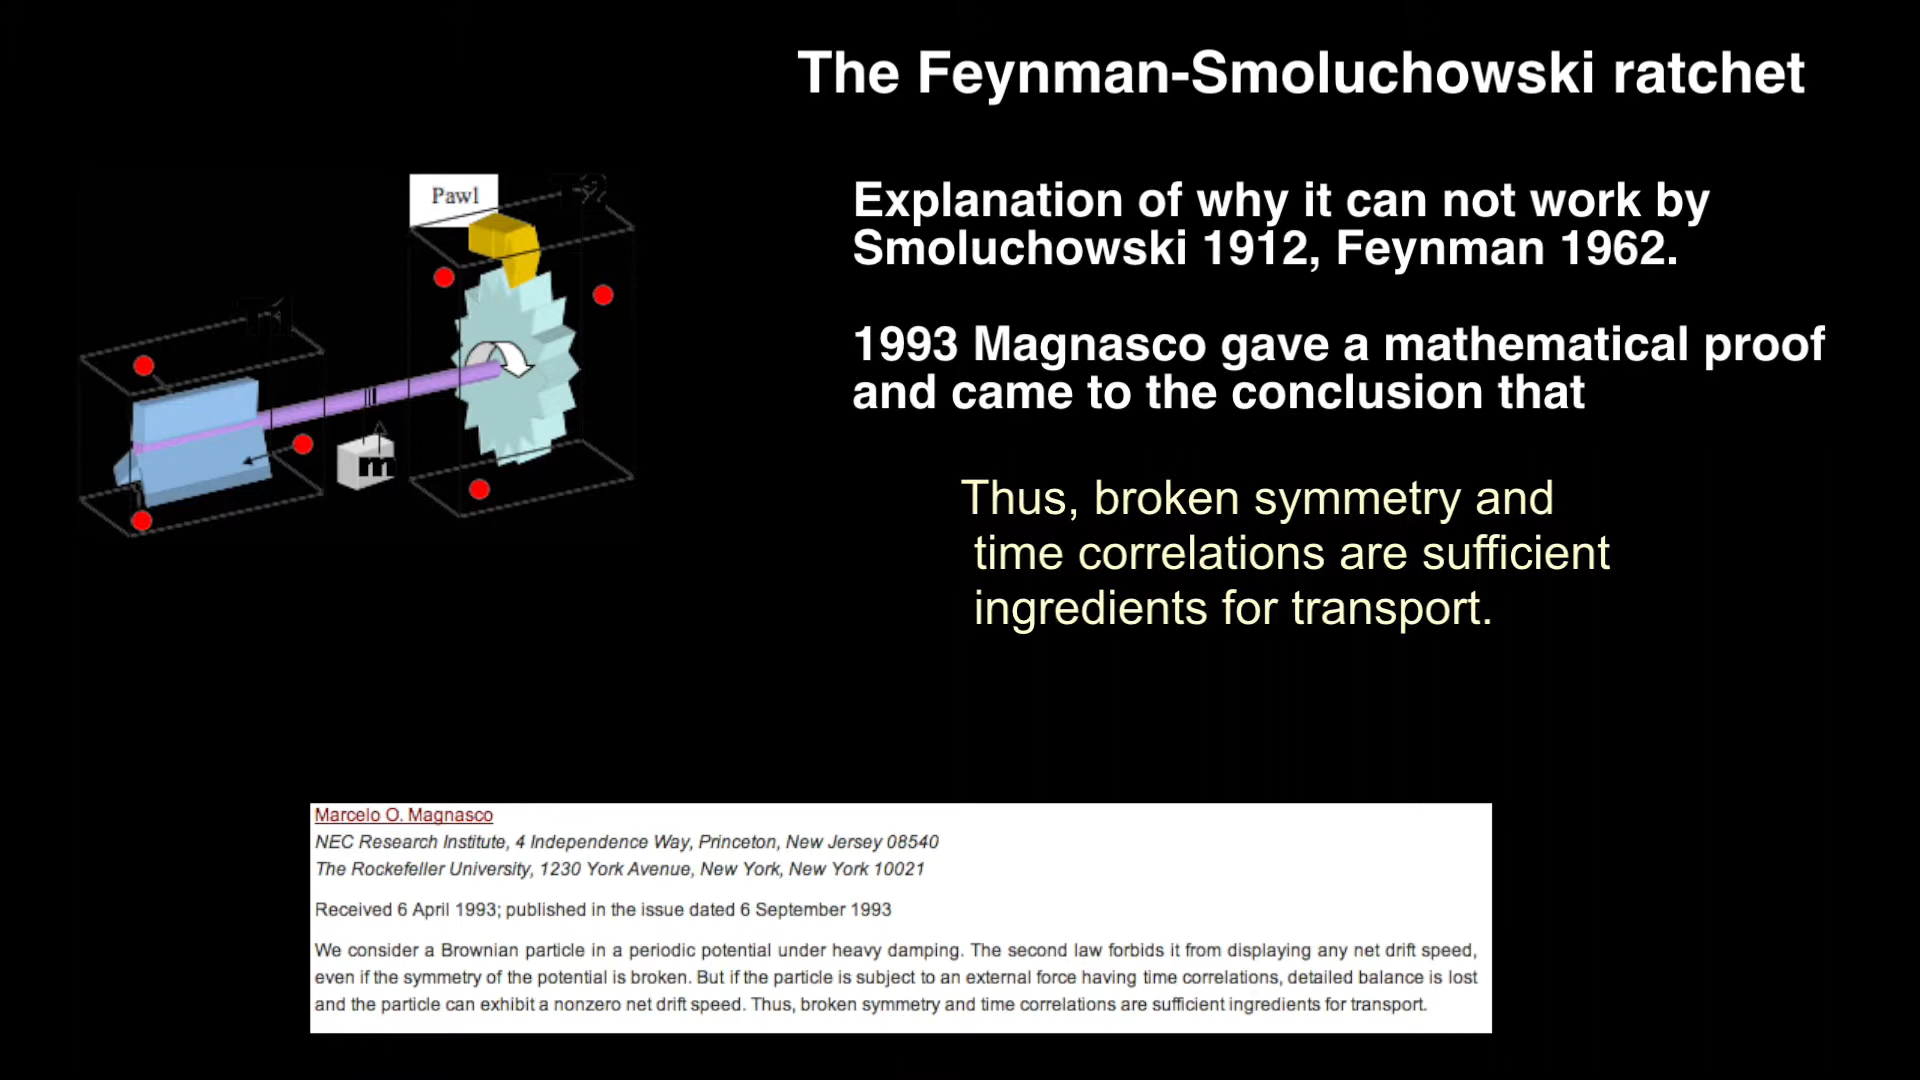 The Feynman-Smoluchowski ratchet
Pawl
T2
T1
m
Explanation of why it can not work by
Smoluchowski 1912, Feynman 1962.
1993 Magnasco gave a mathematical proof
and came to the conclusion that
Thus, broken symmetry and
time correlations are sufficient
ingredients for transport.
Marcelo O. Magnasco
NEC Research Institute, 4 Independence Way, Princeton, New Jersey 08540
The Rockefeller University, 1230 York Avenue, New York, New York 10021
Received 6 April 1993; published in the issue dated 6 September 1993
We consider a Brownian particle in a periodic potential under heavy damping. The second law forbids it from displaying any net drift speed,
even if the symmetry of the potential is broken. But if the particle is subject to an external force having time correlations, detailed balance is lost
and the particle can exhibit a nonzero net drift speed. Thus, broken symmetry and time correlations are sufficient ingredients for transport.